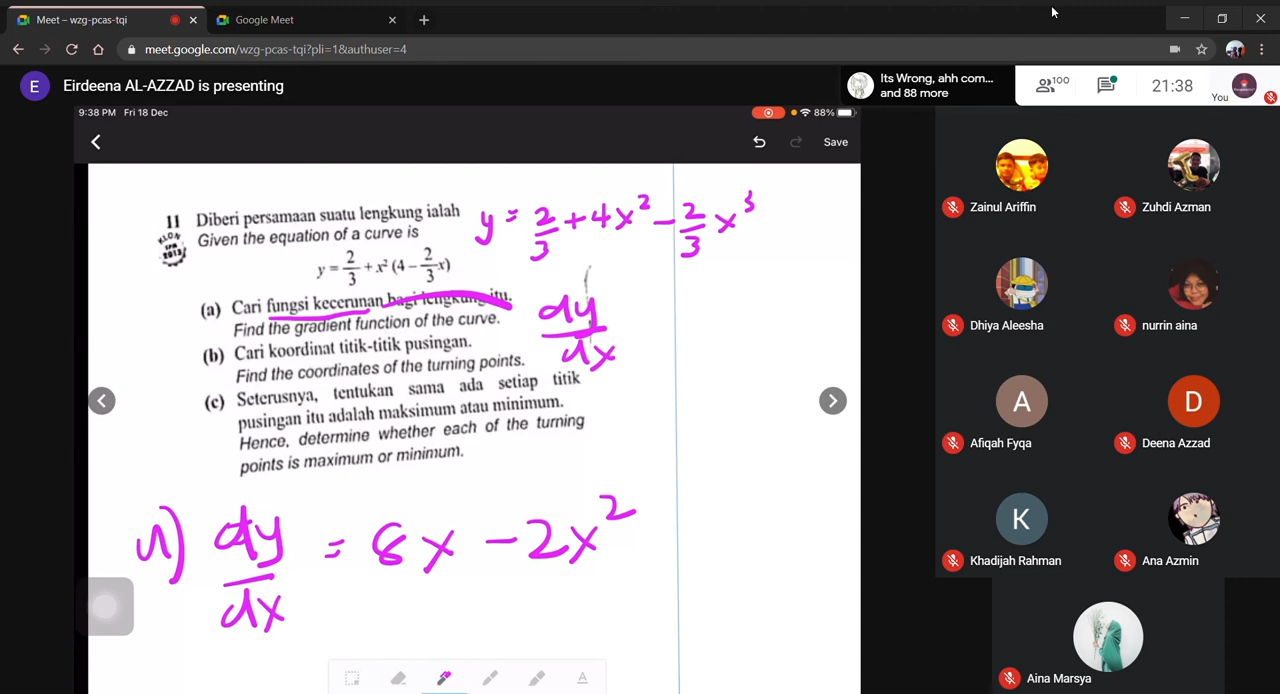 Meet – wzg-pcas-tqi
Google Meet
meet.google.com/wzg-pcas-tqi?pli=1&authuser=4
E
Eirdeena AL-AZZAD is presenting
Its Wrong, ahh com...
and 88 more
100
21:38
You
9:38 PM Fri 18 Dec
88%
Save
11 Diberi persamaan suatu lengkung ialah
Given the equation of a curve is
KLON
SPM
2013
y = 2/3 + x² (4 – 2/3 x)
y = 2/3 + 4x² – 2/3 x³
(a) Cari fungsi kecerunan bagi lengkung itu.
Find the gradient function of the curve.
dy/dx
(b) Cari koordinat titik-titik pusingan.
Find the coordinates of the turning points.
(c) Seterusnya, tentukan sama ada setiap titik
pusingan itu adalah maksimum atau minimum.
Hence, determine whether each of the turning
points is maximum or minimum.
dy/dx = 8x – 2x²
A
Zainul Ariffin
Zuhdi Azman
Dhiya Aleesha
nurrin aina
A
Afiqah Fyqa
D
Deena Azzad
K
Khadijah Rahman
Ana Azmin
Aina Marsya